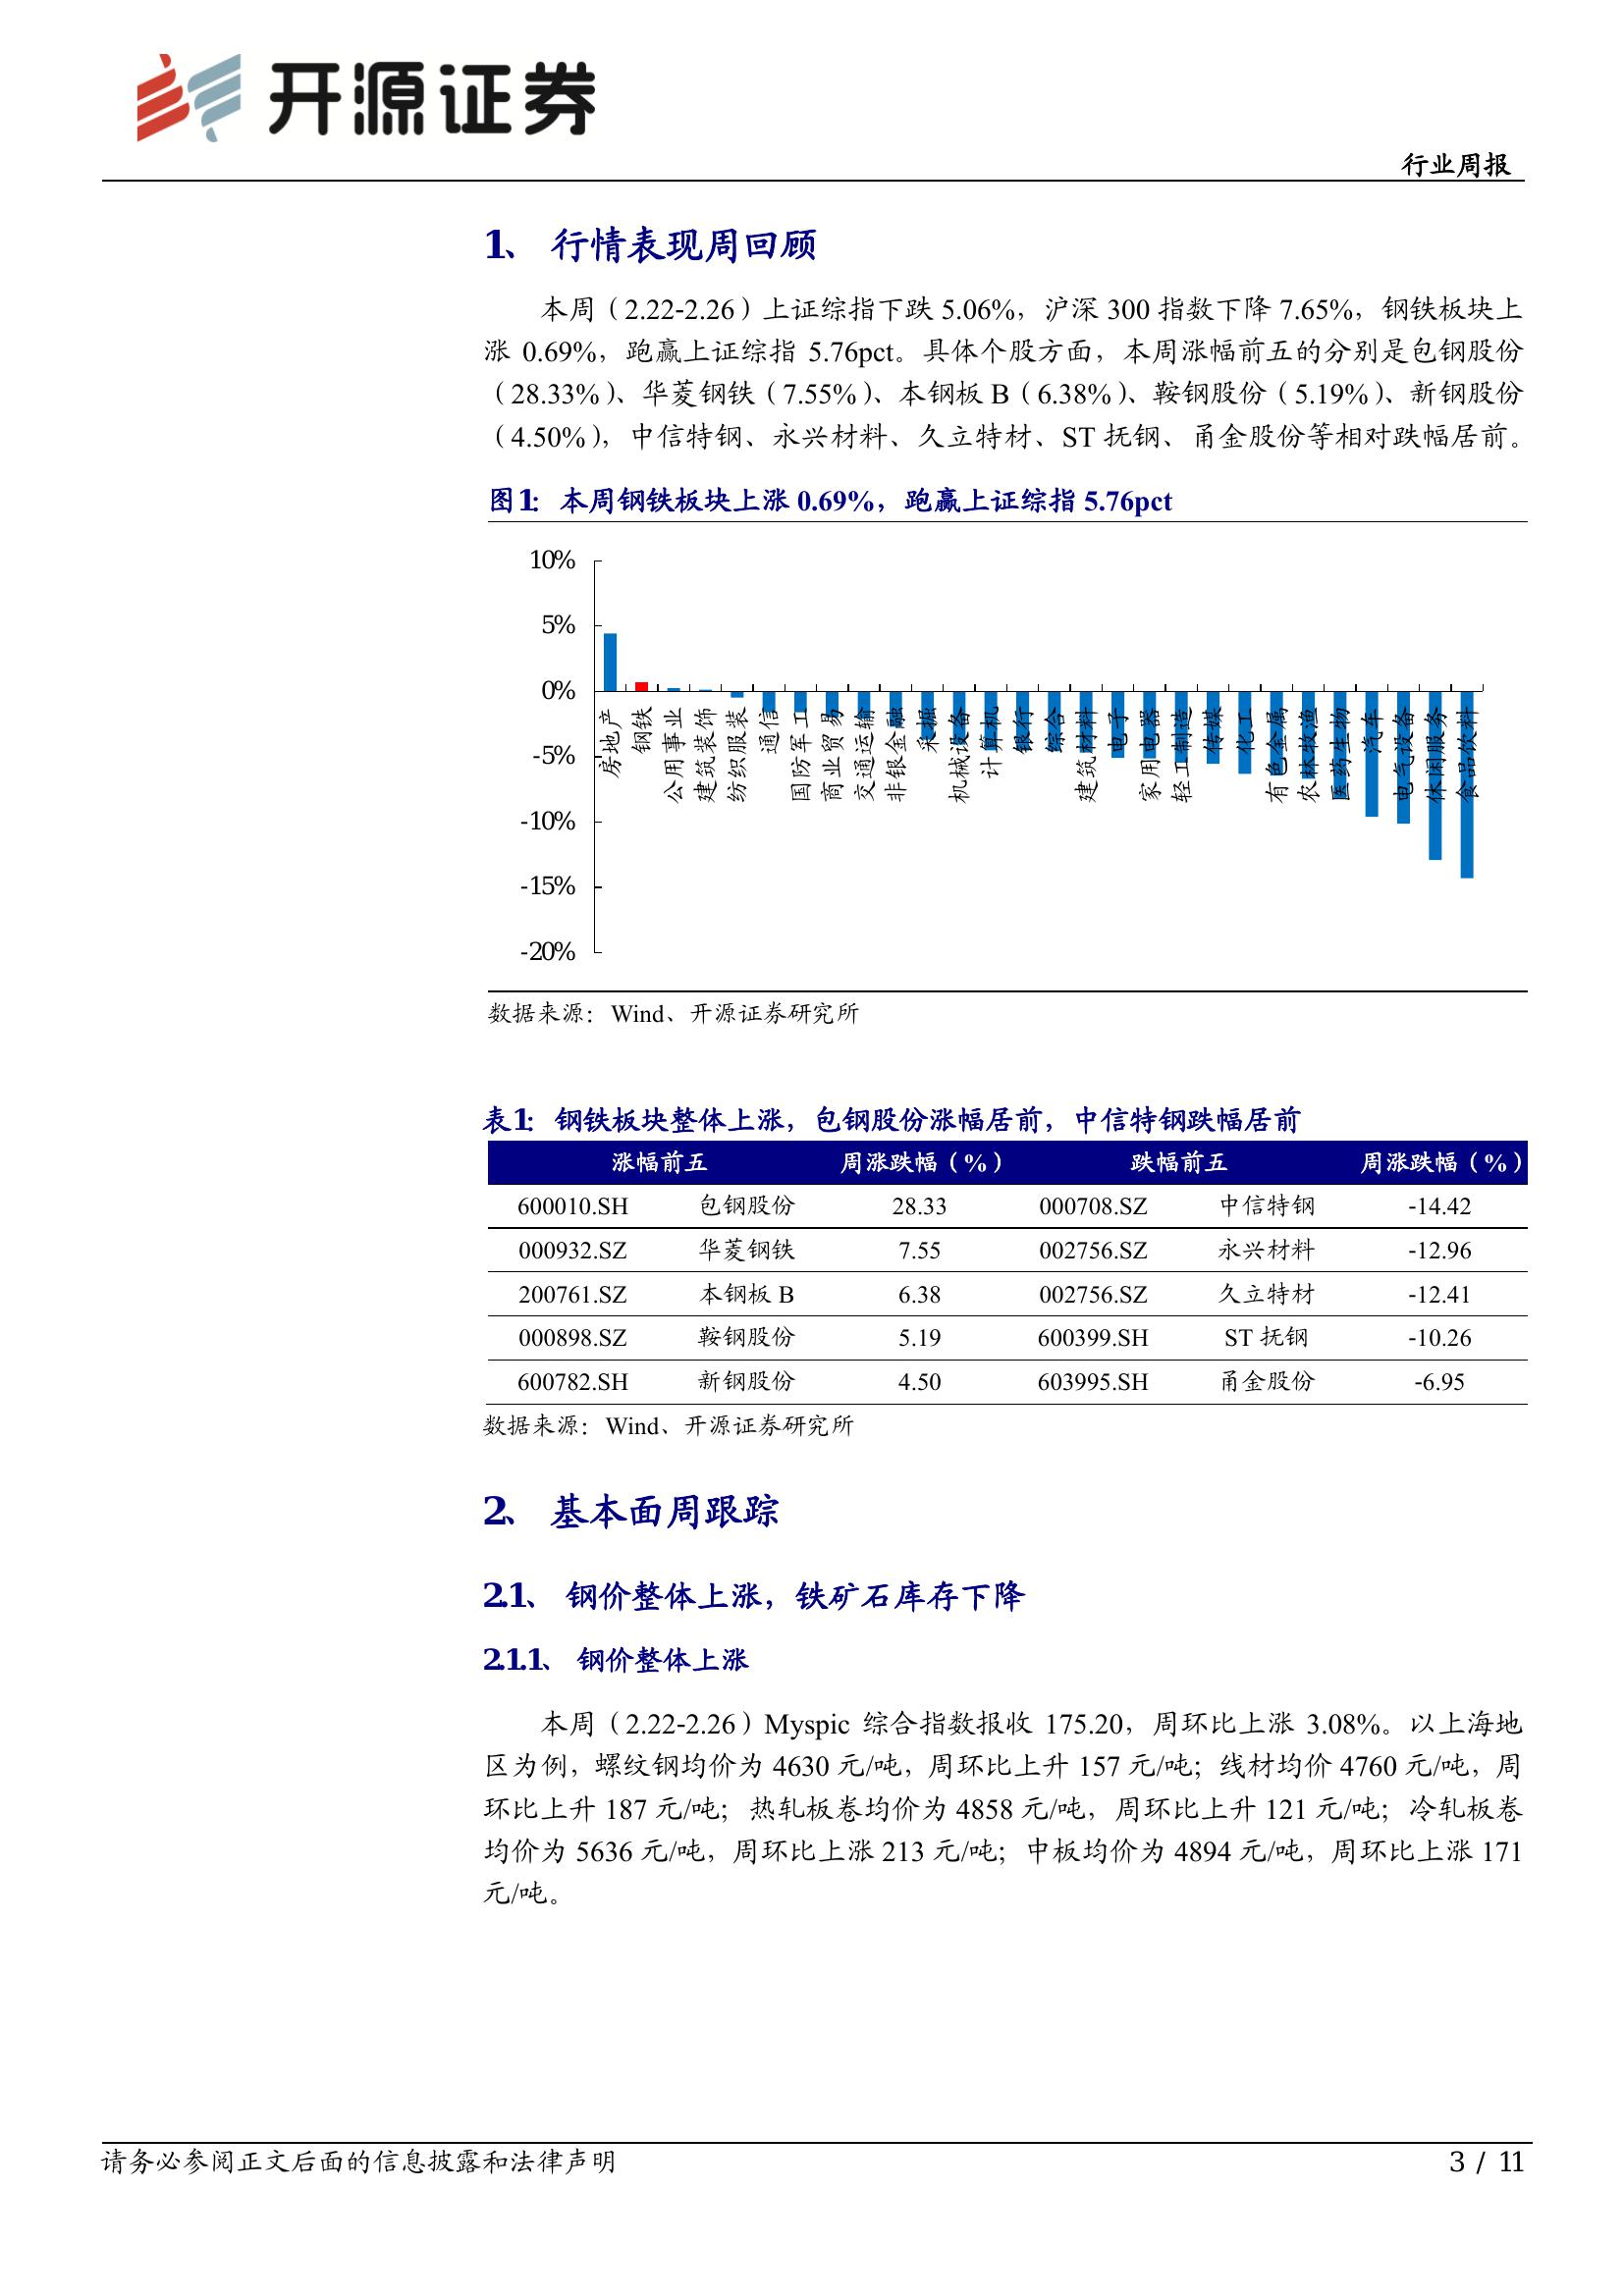 开源证券
行业周报
1、 行情表现周回顾
本周（2.22-2.26）上证综指下跌 5.06%，沪深 300 指数下降 7.65%，钢铁板块上
涨 0.69%，跑赢上证综指 5.76pct。具体个股方面，本周涨幅前五的分别是包钢股份
（28.33%）、华菱钢铁（7.55%）、本钢板 B（6.38%）、鞍钢股份（5.19%）、新钢股份
（4.50%），中信特钢、永兴材料、久立特材、ST 抚钢、甬金股份等相对跌幅居前。
图1： 本周钢铁板块上涨 0.69%，跑赢上证综指 5.76pct
10%
5%
0%
-5%
-10%
-15%
-20%
房地产
钢铁
公用事业
建筑装饰
纺织服装
通信
国防军工
商业贸易
交通运输
非银金融
采掘
机械设备
计算机
银行
综合
建筑材料
电子
家用电器
轻工制造
传媒
化工
有色金属
农林牧渔
医药生物
汽车
电气设备
休闲服务
食品饮料
数据来源：Wind、开源证券研究所
表1： 钢铁板块整体上涨，包钢股份涨幅居前，中信特钢跌幅居前
涨幅前五 周涨跌幅（%） 跌幅前五 周涨跌幅（%）
600010.SH 包钢股份 28.33 000708.SZ 中信特钢 -14.42
000932.SZ 华菱钢铁 7.55 002756.SZ 永兴材料 -12.96
200761.SZ 本钢板 B 6.38 002756.SZ 久立特材 -12.41
000898.SZ 鞍钢股份 5.19 600399.SH ST 抚钢 -10.26
600782.SH 新钢股份 4.50 603995.SH 甬金股份 -6.95
数据来源：Wind、开源证券研究所
2、 基本面周跟踪
2.1、 钢价整体上涨，铁矿石库存下降
2.1.1、 钢价整体上涨
本周（2.22-2.26）Myspic 综合指数报收 175.20，周环比上涨 3.08%。以上海地
区为例，螺纹钢均价为 4630 元/吨，周环比上升 157 元/吨；线材均价 4760 元/吨，周
环比上升 187 元/吨；热轧板卷均价为 4858 元/吨，周环比上升 121 元/吨；冷轧板卷
均价为 5636 元/吨，周环比上涨 213 元/吨；中板均价为 4894 元/吨，周环比上涨 171
元/吨。
请务必参阅正文后面的信息披露和法律声明
3 / 11